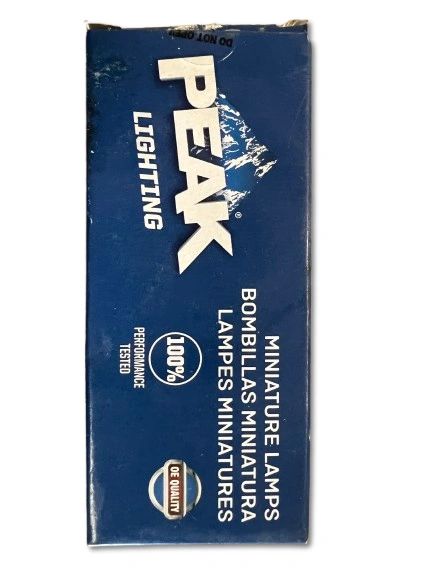 DO NOT OPEN
PEAK®
LIGHTING
MINIATURE LAMPS
BOMBILLAS MINIATURA
LAMPES MINIATURES
100%
PERFORMANCE
TESTED
OE QUALITY